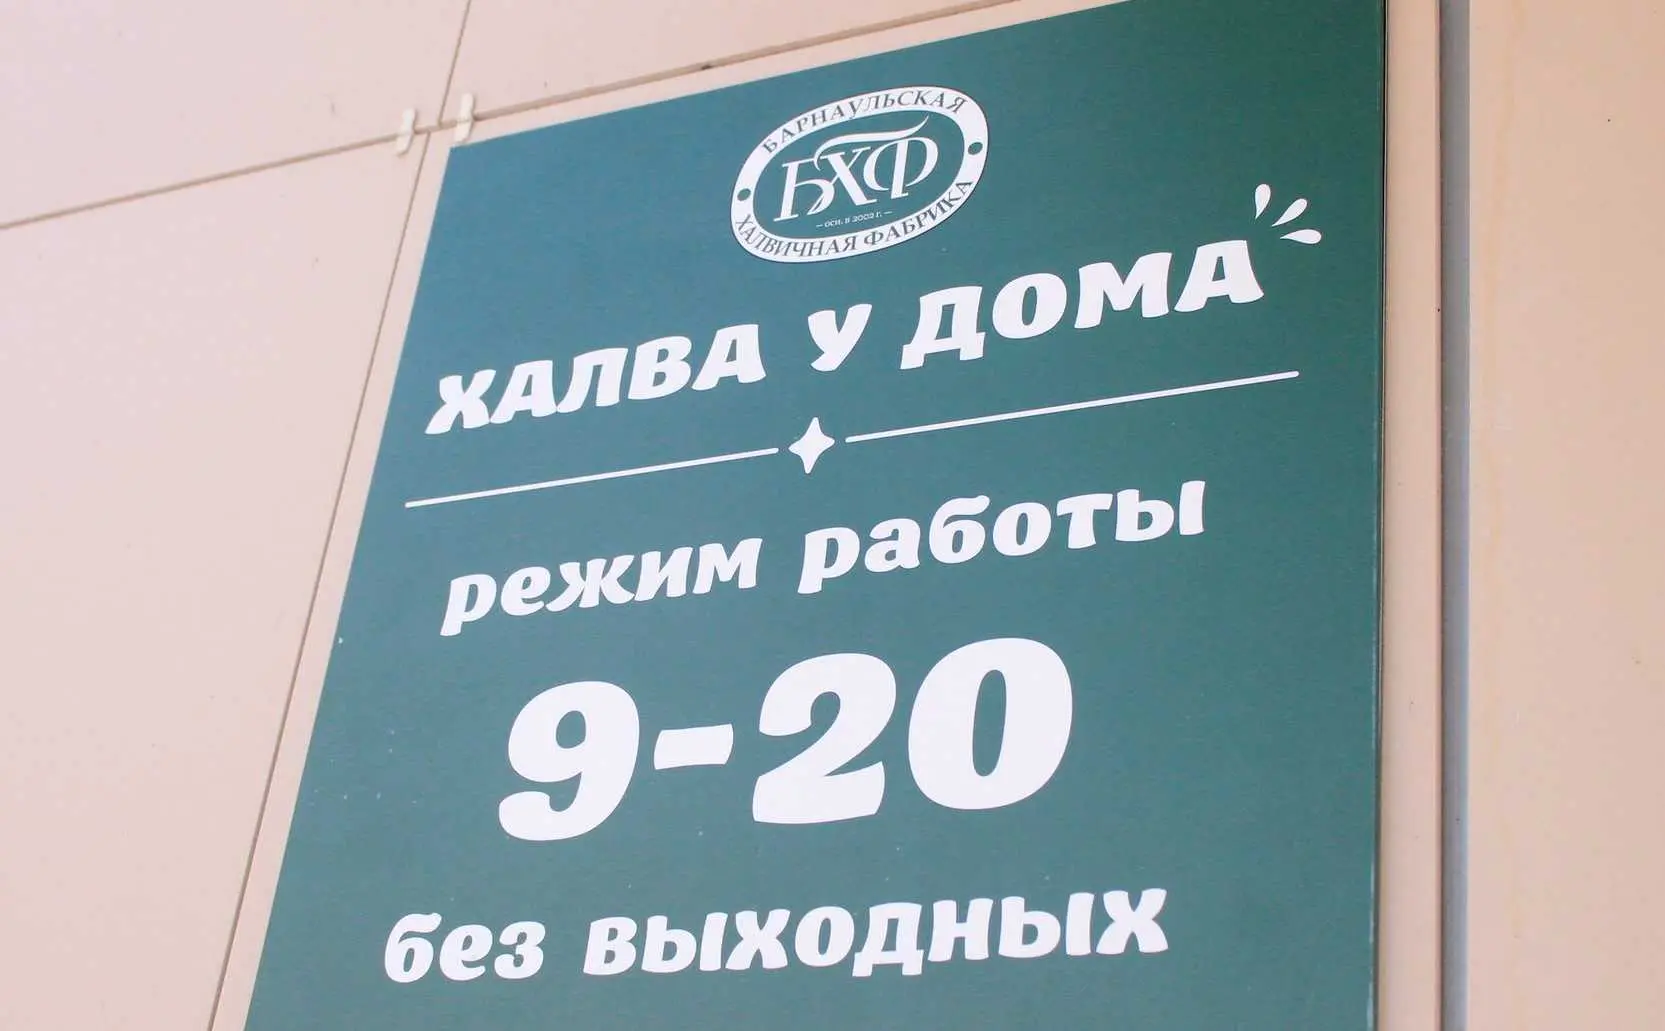 БАРНАУЛЬСКАЯ
БХФ
— ОСН. В 2002 Г. —
ХАЛВИЧНАЯ ФАБРИКА
ХАЛВА У ДОМА
режим работы
9-20
без выходных